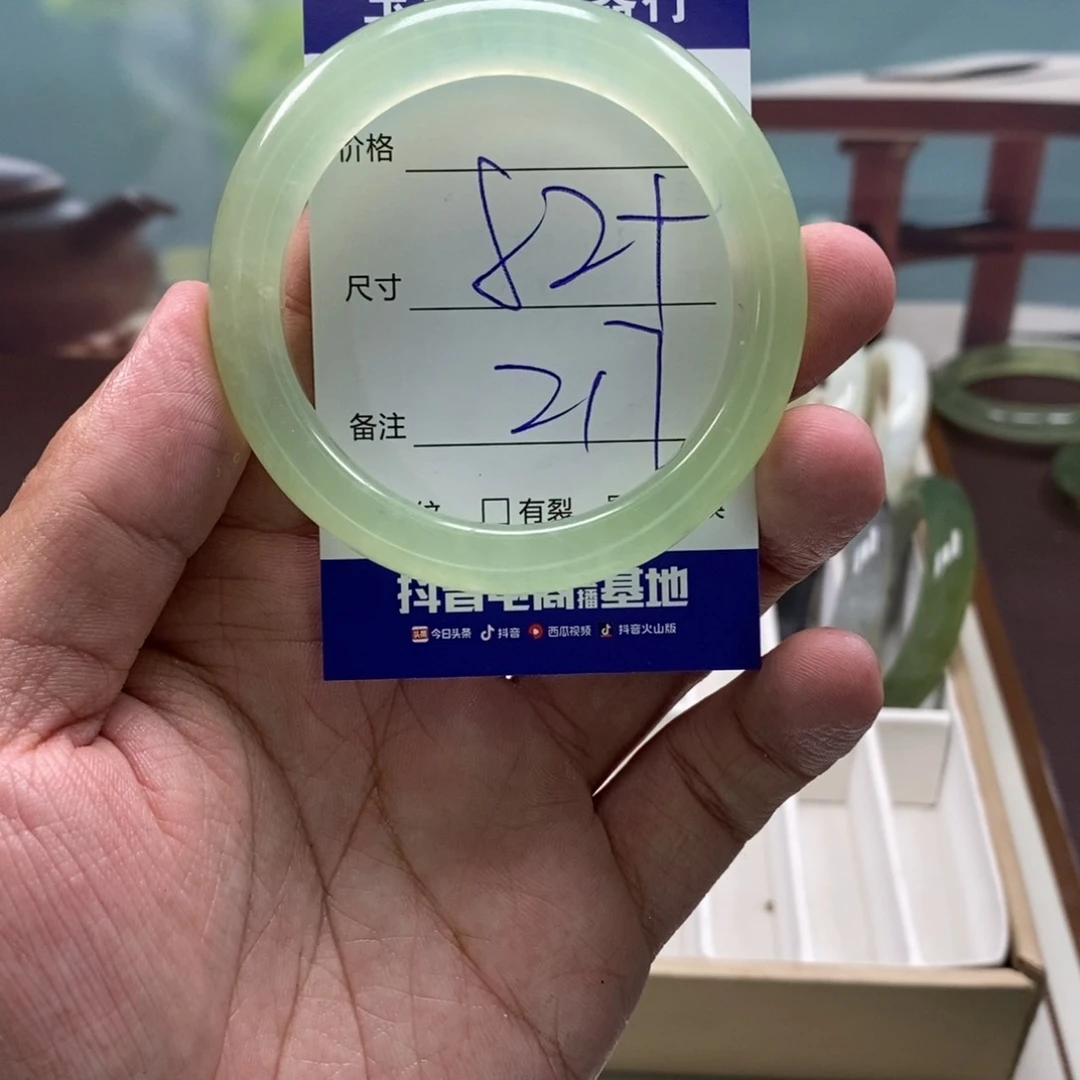 价格
尺寸 82
备注 21
有裂
抖音电商直播基地
今日头条 抖音 西瓜视频 抖音火山版